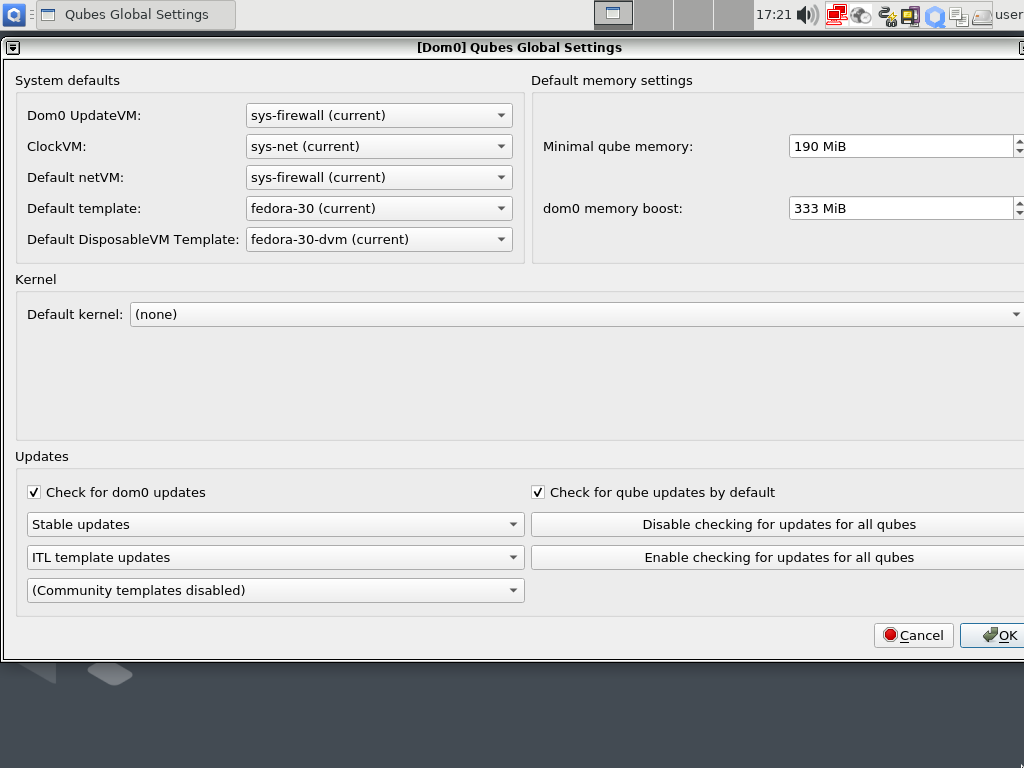 Qubes Global Settings
17:21
user
[Dom0] Qubes Global Settings
System defaults
Dom0 UpdateVM:
sys-firewall (current)
ClockVM:
sys-net (current)
Default netVM:
sys-firewall (current)
Default template:
fedora-30 (current)
Default DisposableVM Template:
fedora-30-dvm (current)
Default memory settings
Minimal qube memory:
190 MiB
dom0 memory boost:
333 MiB
Kernel
Default kernel:
(none)
Updates
Check for dom0 updates
Stable updates
ITL template updates
(Community templates disabled)
Check for qube updates by default
Disable checking for updates for all qubes
Enable checking for updates for all qubes
Cancel
OK